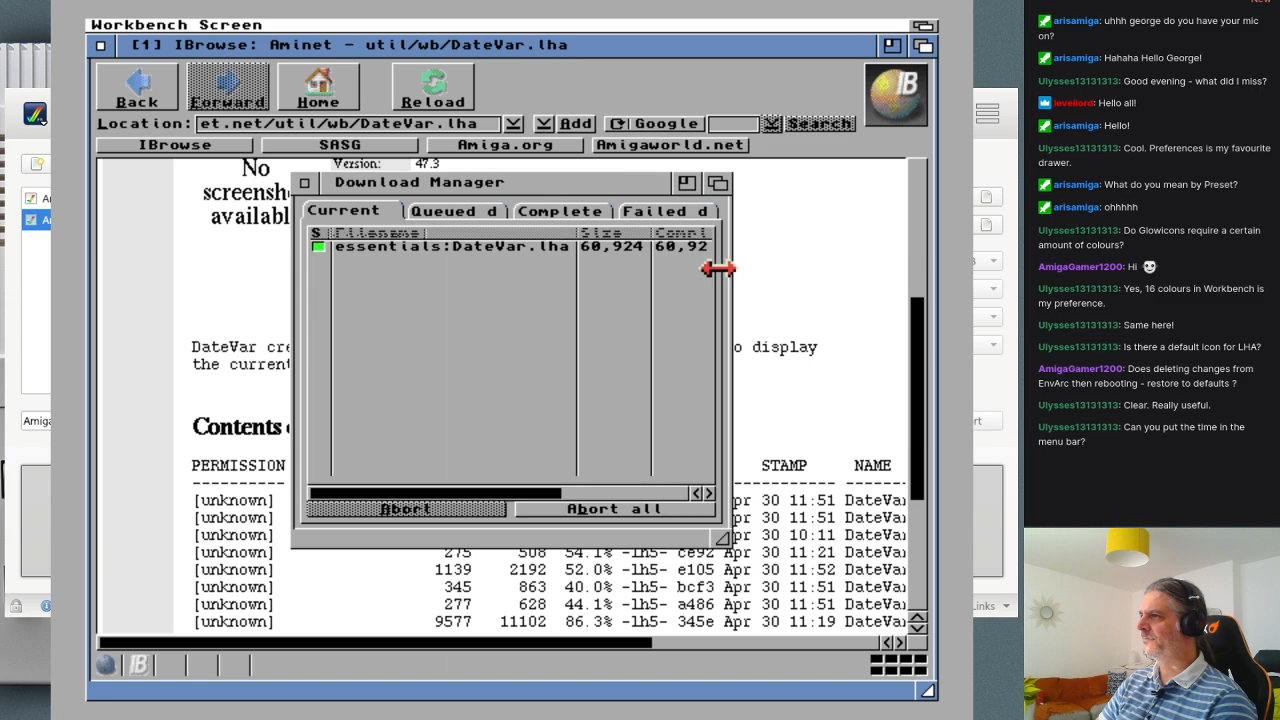 Workbench Screen
[1] IBrowse: Aminet - util/wb/DateVar.lha
Back
Forward
Home
Reload
IB
Location: et.net/util/wb/DateVar.lha
Add
Google
Search
IBrowse
SASG
Amiga.org
Amigaworld.net
No
screensh
availabl
Version: 47.3
Download Manager
Current
Queued d
Complete
Failed d
S Filename Size Compl
essentials:DateVar.lha 60,924 60,92
Abort
Abort all
DateVar cre
o display
the current
Contents
PERMISSION
STAMP NAME
[unknown] pr 30 11:51 DateVa
[unknown] pr 30 11:51 DateVa
[unknown] pr 30 10:11 DateVa
[unknown] 275 508 54.1% -lh5- ce92 Apr 30 11:21 DateVa
[unknown] 1139 2192 52.0% -lh5- e105 Apr 30 11:52 DateVa
[unknown] 345 863 40.0% -lh5- bcf3 Apr 30 11:51 DateVa
[unknown] 277 628 44.1% -lh5- a486 Apr 30 11:51 DateVa
[unknown] 9577 11102 86.3% -lh5- 345e Apr 30 11:19 DateVa
IB
Amiga
rt
Links
New
arisamiga: uhhh george do you have your mic
on?
arisamiga: Hahaha Hello George!
Ulysses13131313: Good evening - what did I miss?
levellord: Hello all!
arisamiga: Hello!
Ulysses13131313: Cool. Preferences is my favourite
drawer.
arisamiga: What do you mean by Preset?
arisamiga: ohhhhh
Ulysses13131313: Do Glowicons require a certain
amount of colours?
AmigaGamer1200: Hi
Ulysses13131313: Yes, 16 colours in Workbench is
my preference.
Ulysses13131313: Same here!
Ulysses13131313: Is there a default icon for LHA?
AmigaGamer1200: Does deleting changes from
EnvArc then rebooting - restore to defaults ?
Ulysses13131313: Clear. Really useful.
Ulysses13131313: Can you put the time in the
menu bar?